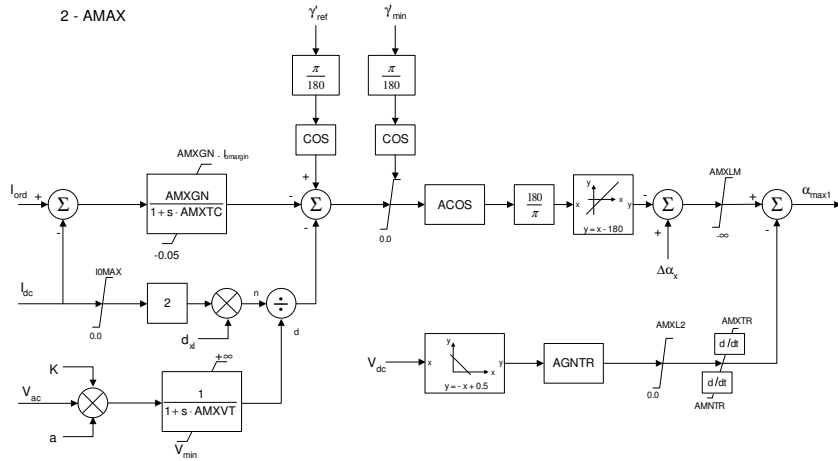 2 - AMAX
γ'ref
γ'min
π
180
π
180
COS
COS
AMXGN . Iomargin
Iord
+
Σ
-
AMXGN
1+s·AMXTC
-0.05
+
-
Σ
-
0.0
ACOS
180
π
y
x
x
y
y = x - 180
-
Σ
+
Δαx
AMXLM
-∞
+
Σ
-
αmax1
Idc
I0MAX
0.0
2
dxl
n
÷
d
K
Vac
a
+∞
1
1+s·AMXVT
Vmin
Vdc
x
y
x
y
y = - x + 0.5
AGNTR
AMXL2
0.0
AMXTR
d/dt
d/dt
AMNTR